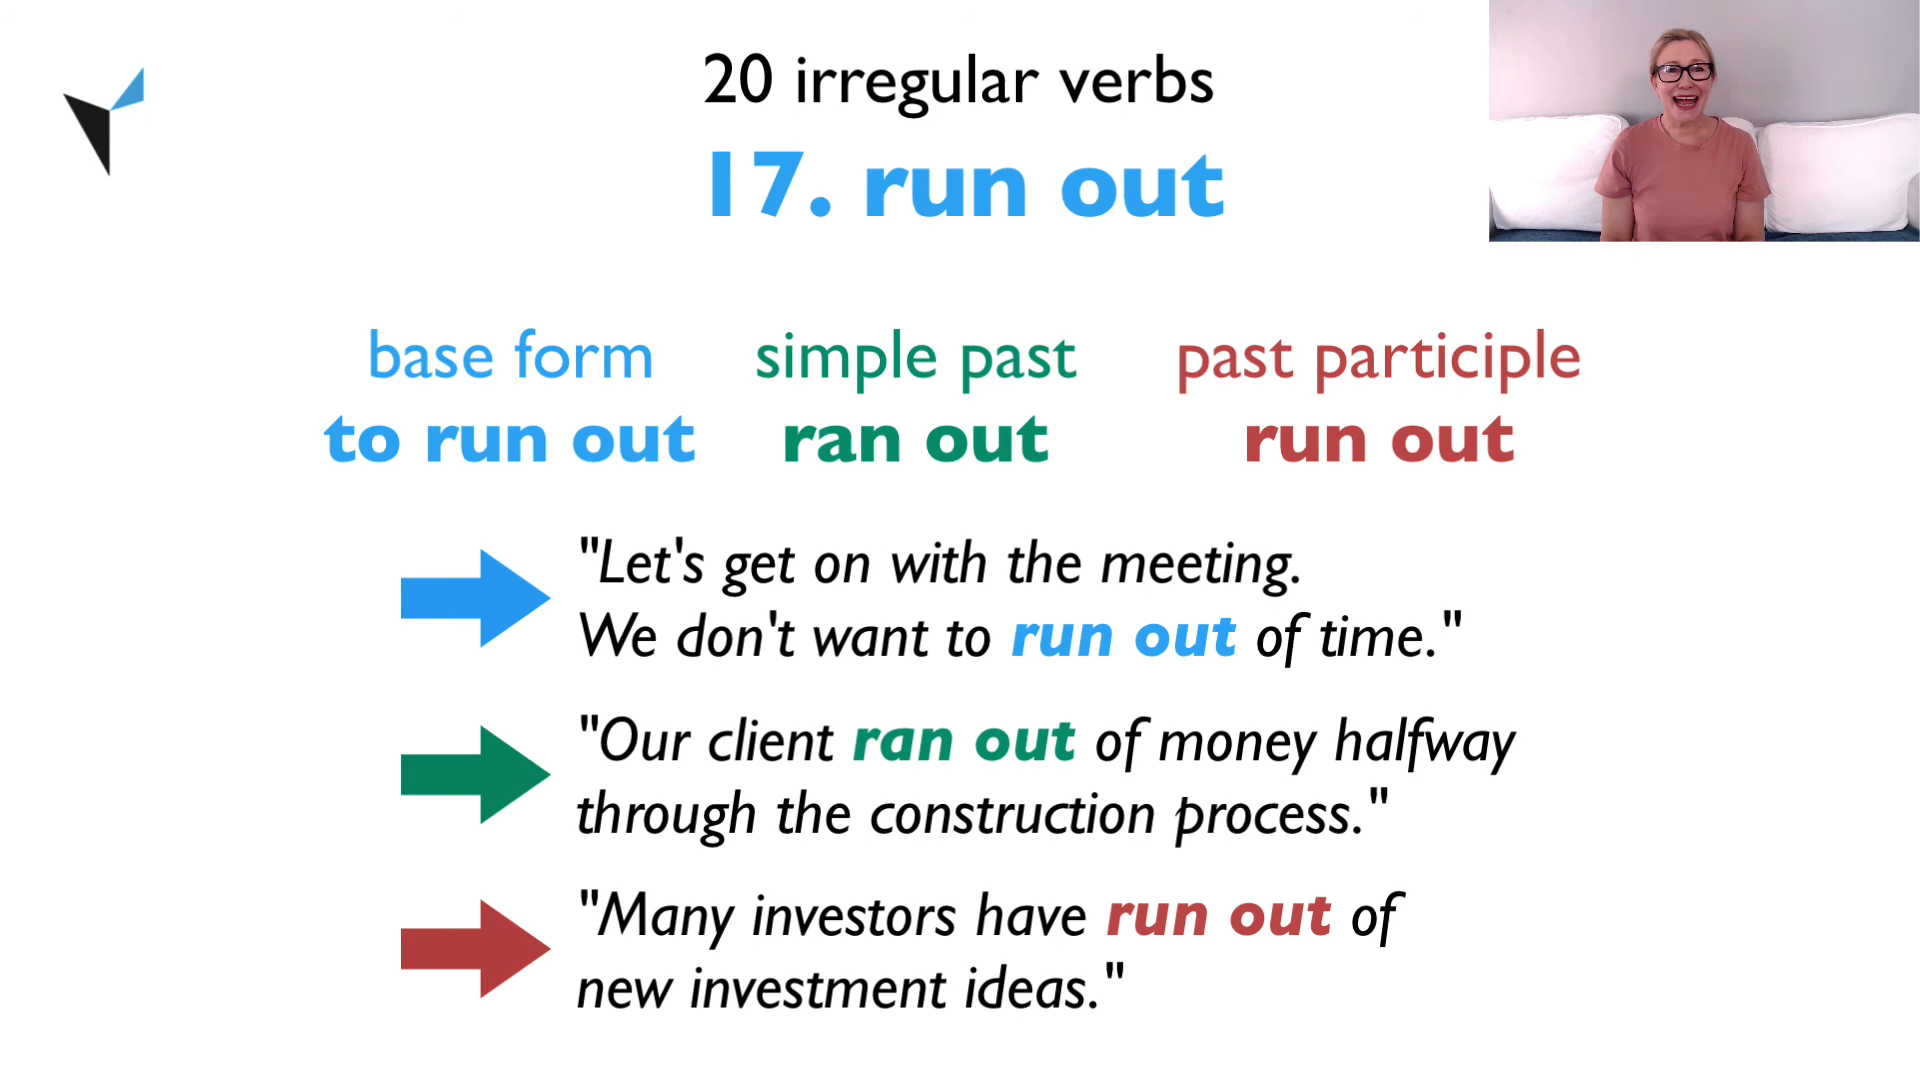 20 irregular verbs
17. run out
base form simple past past participle
to run out ran out run out
"Let's get on with the meeting.
We don't want to run out of time."
"Our client ran out of money halfway
through the construction process."
"Many investors have run out of
new investment ideas."